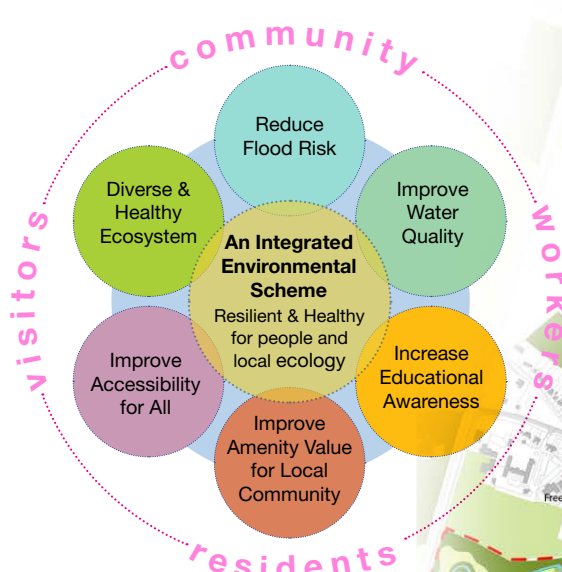 community
Reduce
Flood Risk
Diverse &
Healthy
Ecosystem
Improve
Water
Quality
An Integrated
Environmental
Scheme
Resilient & Healthy
for people and
local ecology
visitors
workers
Improve
Accessibility
for All
Increase
Educational
Awareness
Improve
Amenity Value
for Local
Community
Free
residents